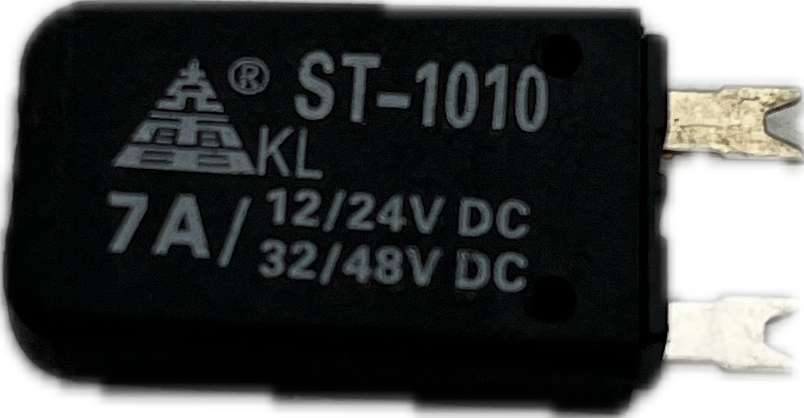 ® ST-1010
KL
7A/ 12/24V DC
32/48V DC